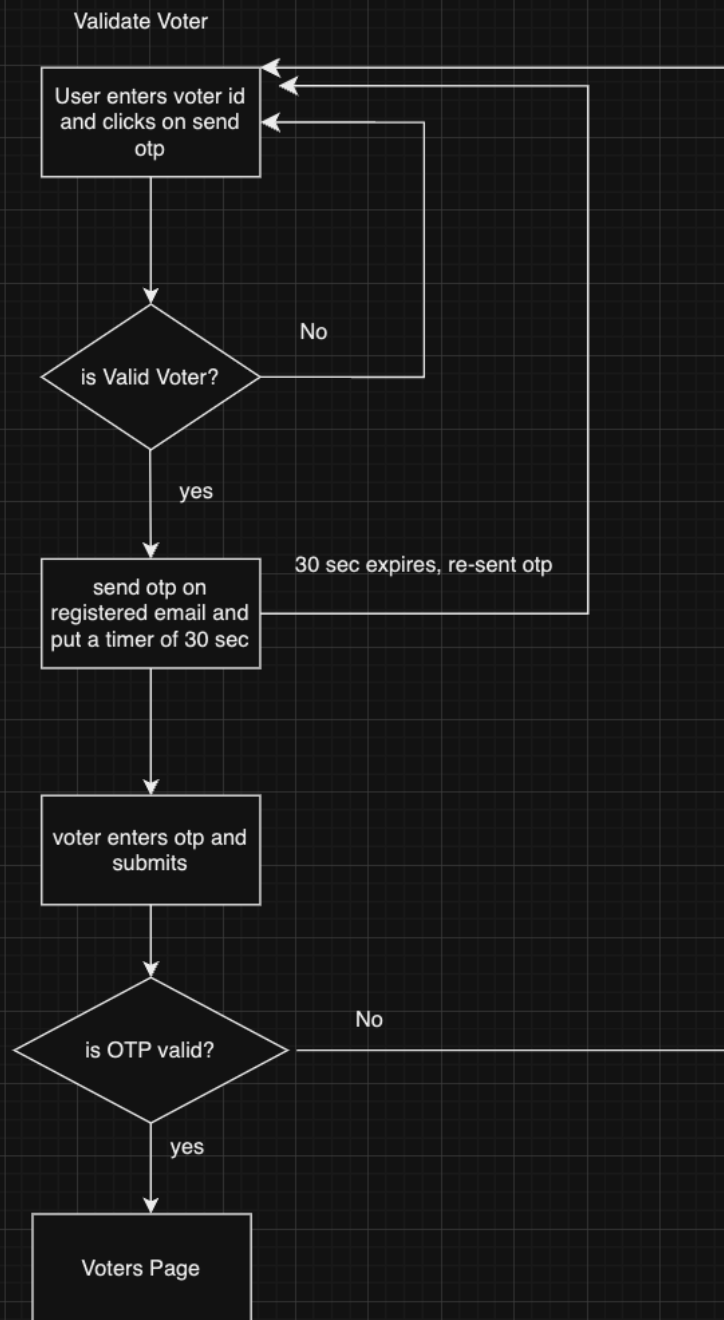 Validate Voter
User enters voter id
and clicks on send
otp
No
is Valid Voter?
yes
30 sec expires, re-sent otp
send otp on
registered email and
put a timer of 30 sec
voter enters otp and
submits
No
is OTP valid?
yes
Voters Page